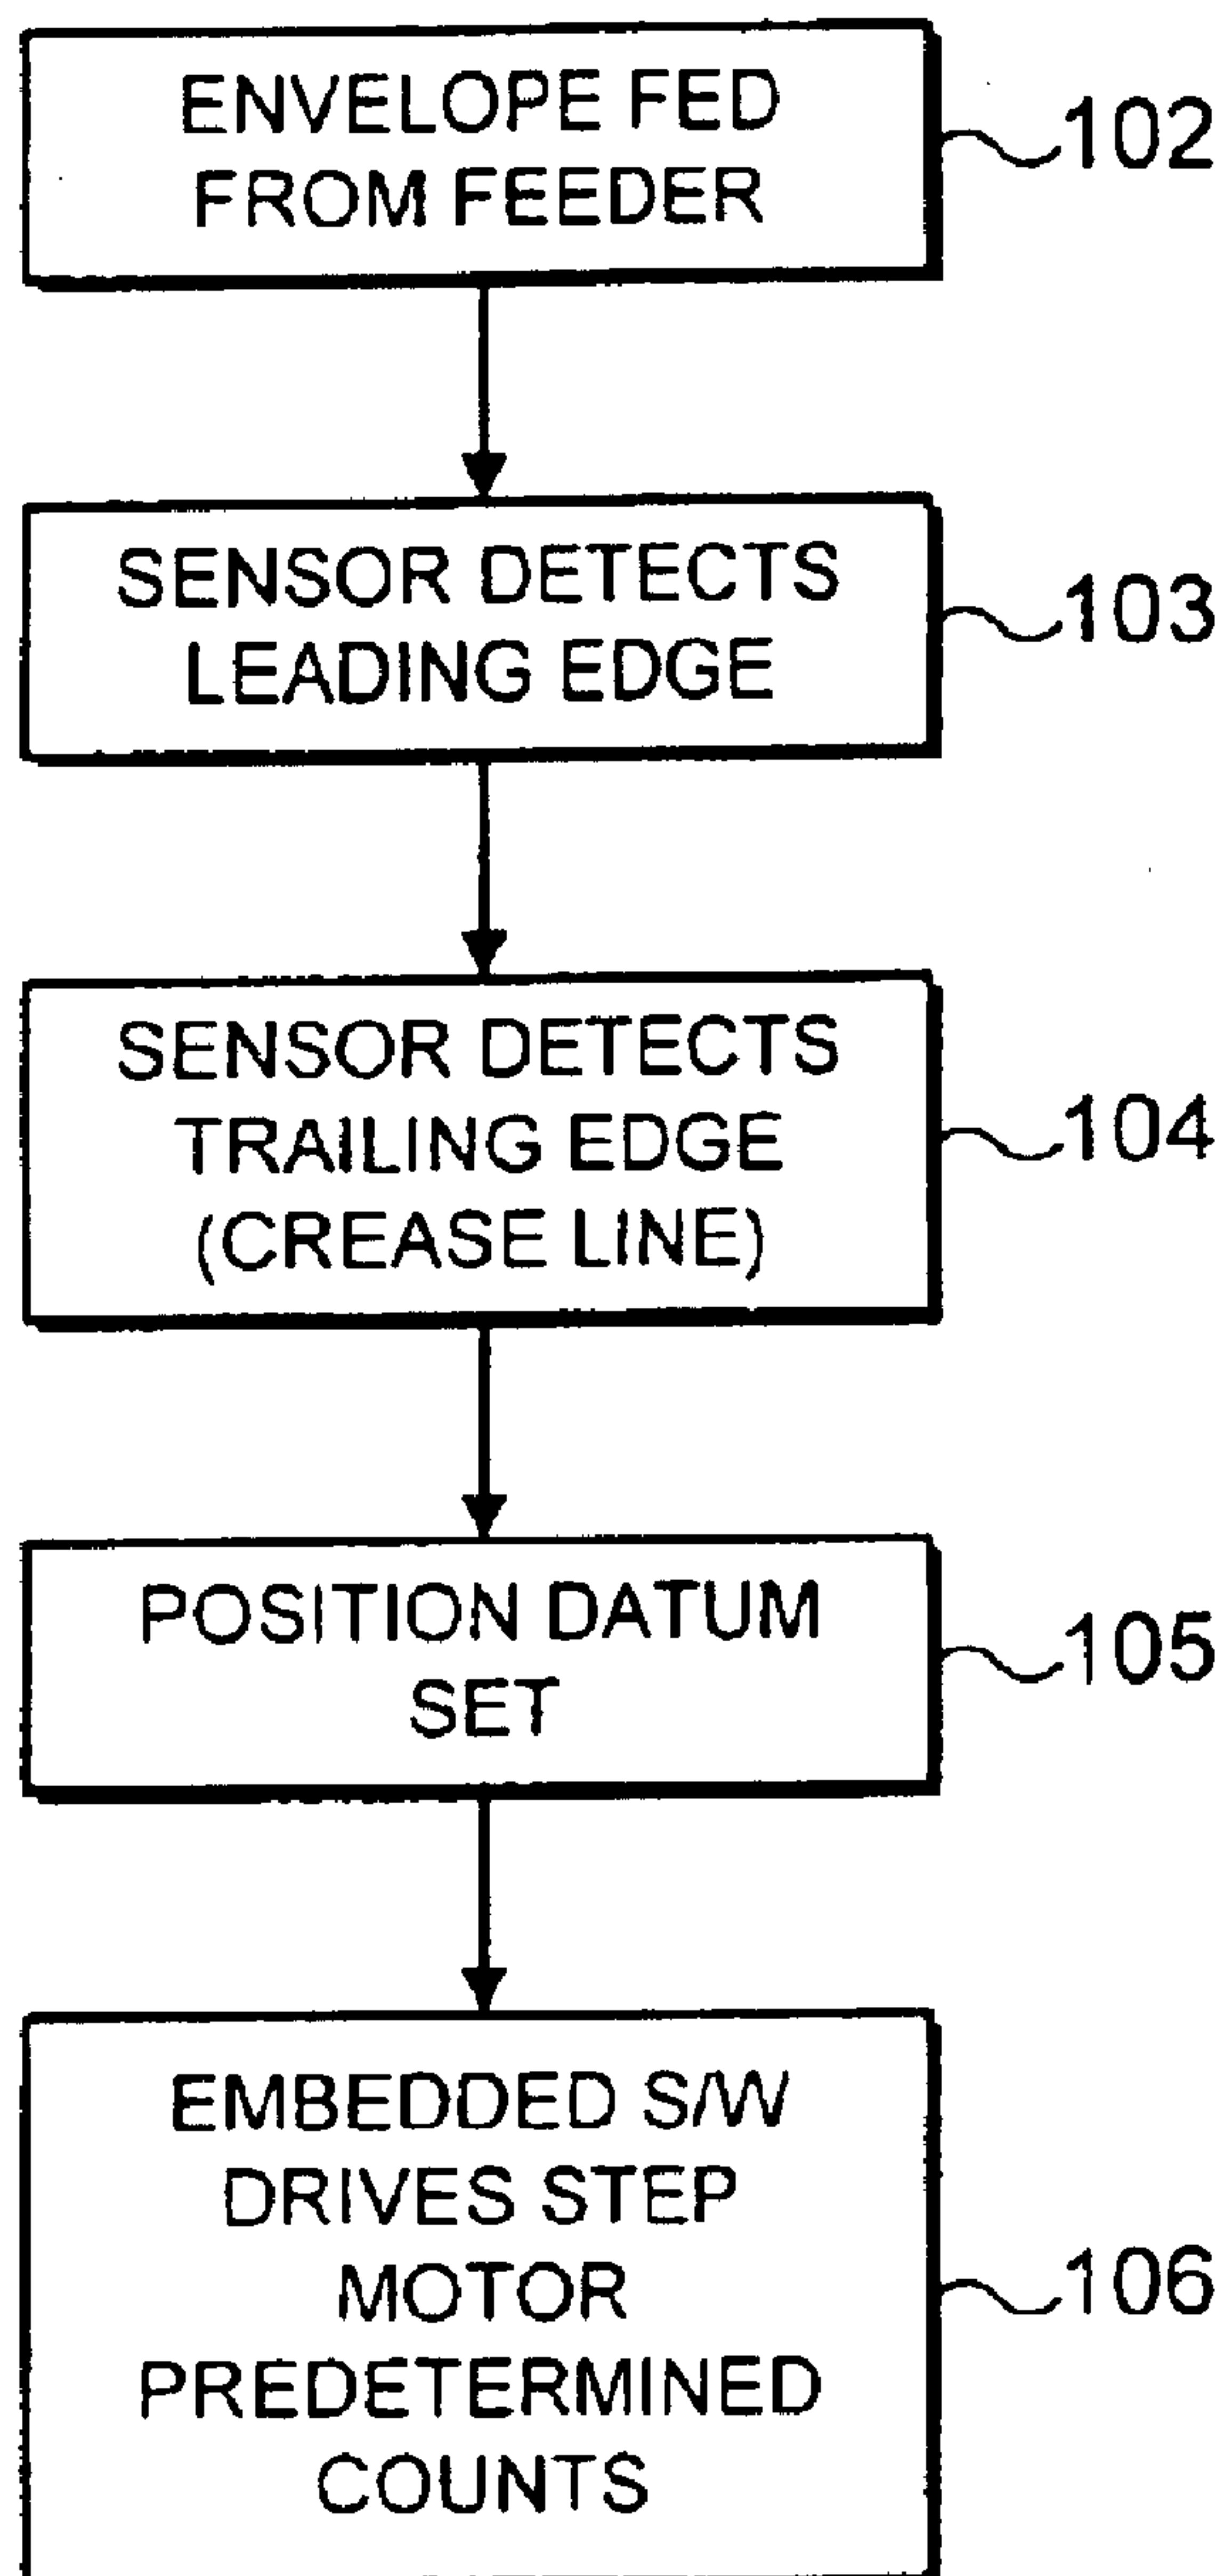 ENVELOPE FED
FROM FEEDER
102
SENSOR DETECTS
LEADING EDGE
103
SENSOR DETECTS
TRAILING EDGE
(CREASE LINE)
104
POSITION DATUM
SET
105
EMBEDDED S/W
DRIVES STEP
MOTOR
PREDETERMINED
COUNTS
106